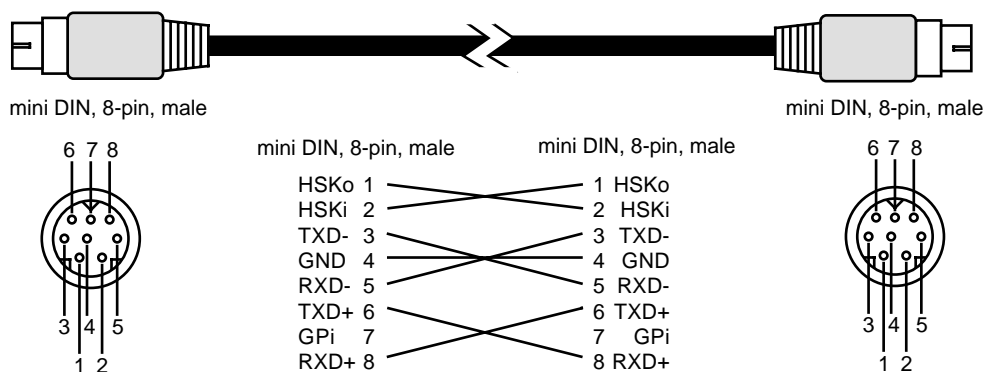 mini DIN, 8-pin, male
mini DIN, 8-pin, male
6 7 8
3 4 5
1 2
mini DIN, 8-pin, male
mini DIN, 8-pin, male
HSKo 1
HSKi 2
TXD- 3
GND 4
RXD- 5
TXD+ 6
GPi 7
RXD+ 8
1 HSKo
2 HSKi
3 TXD-
4 GND
5 RXD-
6 TXD+
7 GPi
8 RXD+
6 7 8
3 4 5
1 2